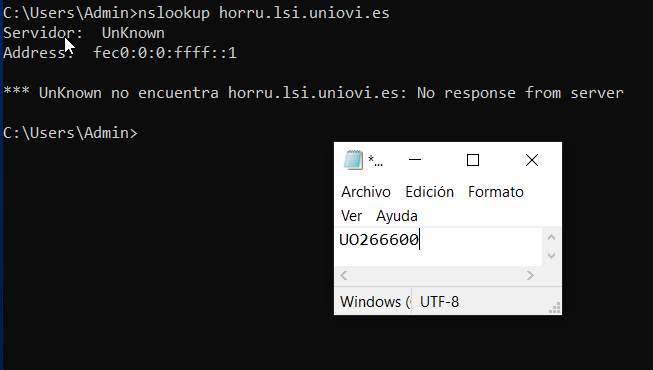 C:\Users\Admin>nslookup horru.lsi.uniovi.es
Servidor:  UnKnown
Address:  fec0:0:0:ffff::1
*** UnKnown no encuentra horru.lsi.uniovi.es: No response from server
C:\Users\Admin>
*...
Archivo Edición Formato
Ver Ayuda
UO266600
Windows (
UTF-8